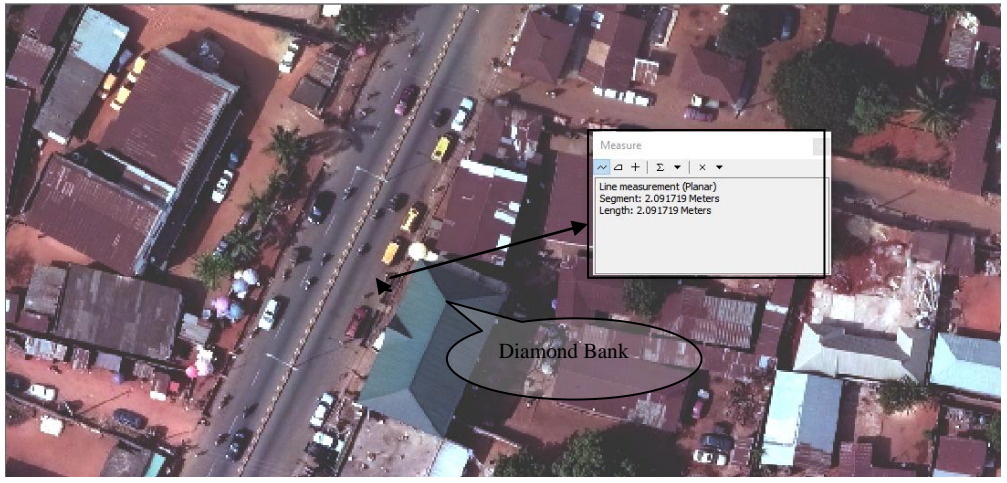 Measure
Σ
×
Line measurement (Planar)
Segment: 2.091719 Meters
Length: 2.091719 Meters
Diamond Bank